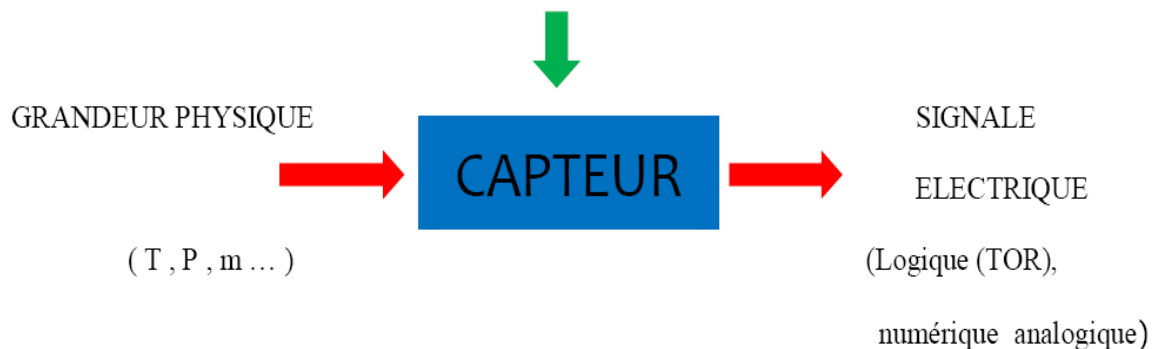 GRANDEUR PHYSIQUE
( T , P , m … )
CAPTEUR
SIGNALE
ELECTRIQUE
(Logique (TOR),
numérique analogique)